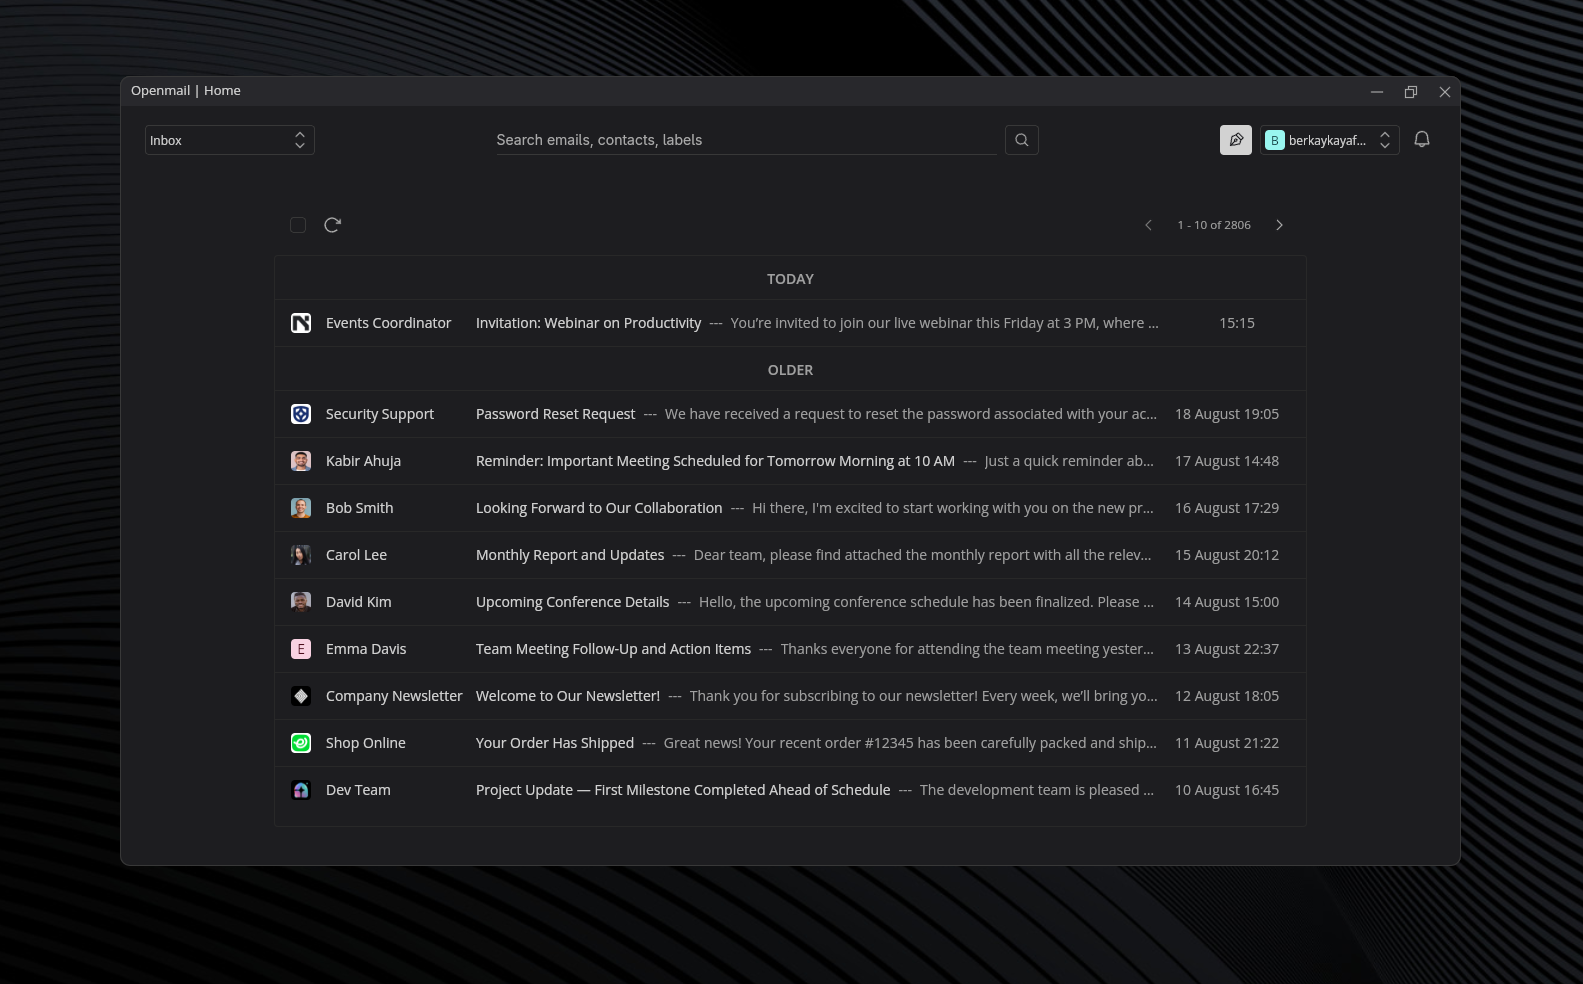 Openmail | Home
Inbox
Search emails, contacts, labels
B berkaykayaf...
1 - 10 of 2806
TODAY
Events Coordinator Invitation: Webinar on Productivity --- You’re invited to join our live webinar this Friday at 3 PM, where ... 15:15
OLDER
Security Support Password Reset Request --- We have received a request to reset the password associated with your ac... 18 August 19:05
Kabir Ahuja Reminder: Important Meeting Scheduled for Tomorrow Morning at 10 AM --- Just a quick reminder ab... 17 August 14:48
Bob Smith Looking Forward to Our Collaboration --- Hi there, I'm excited to start working with you on the new pr... 16 August 17:29
Carol Lee Monthly Report and Updates --- Dear team, please find attached the monthly report with all the relev... 15 August 20:12
David Kim Upcoming Conference Details --- Hello, the upcoming conference schedule has been finalized. Please ... 14 August 15:00
E Emma Davis Team Meeting Follow-Up and Action Items --- Thanks everyone for attending the team meeting yester... 13 August 22:37
Company Newsletter Welcome to Our Newsletter! --- Thank you for subscribing to our newsletter! Every week, we’ll bring yo... 12 August 18:05
Shop Online Your Order Has Shipped --- Great news! Your recent order #12345 has been carefully packed and ship... 11 August 21:22
Dev Team Project Update — First Milestone Completed Ahead of Schedule --- The development team is pleased ... 10 August 16:45